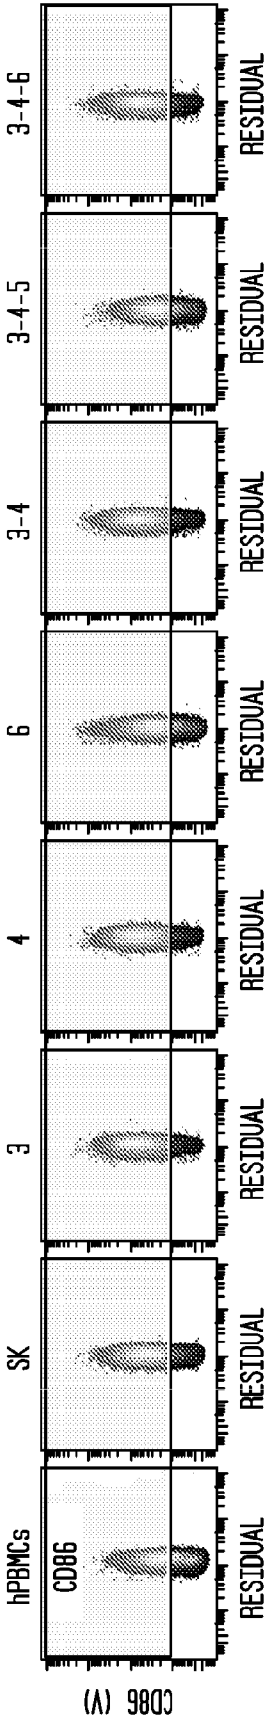 hPBMCs SK 3 4 6 3-4 3-4-5 3-4-6
CD86
CD86 (V)
RESIDUAL RESIDUAL RESIDUAL RESIDUAL RESIDUAL RESIDUAL RESIDUAL RESIDUAL